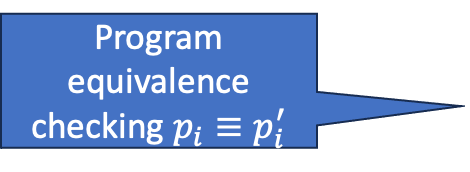 Program
equivalence
checking 𝑝ᵢ ≡ 𝑝ᵢ′